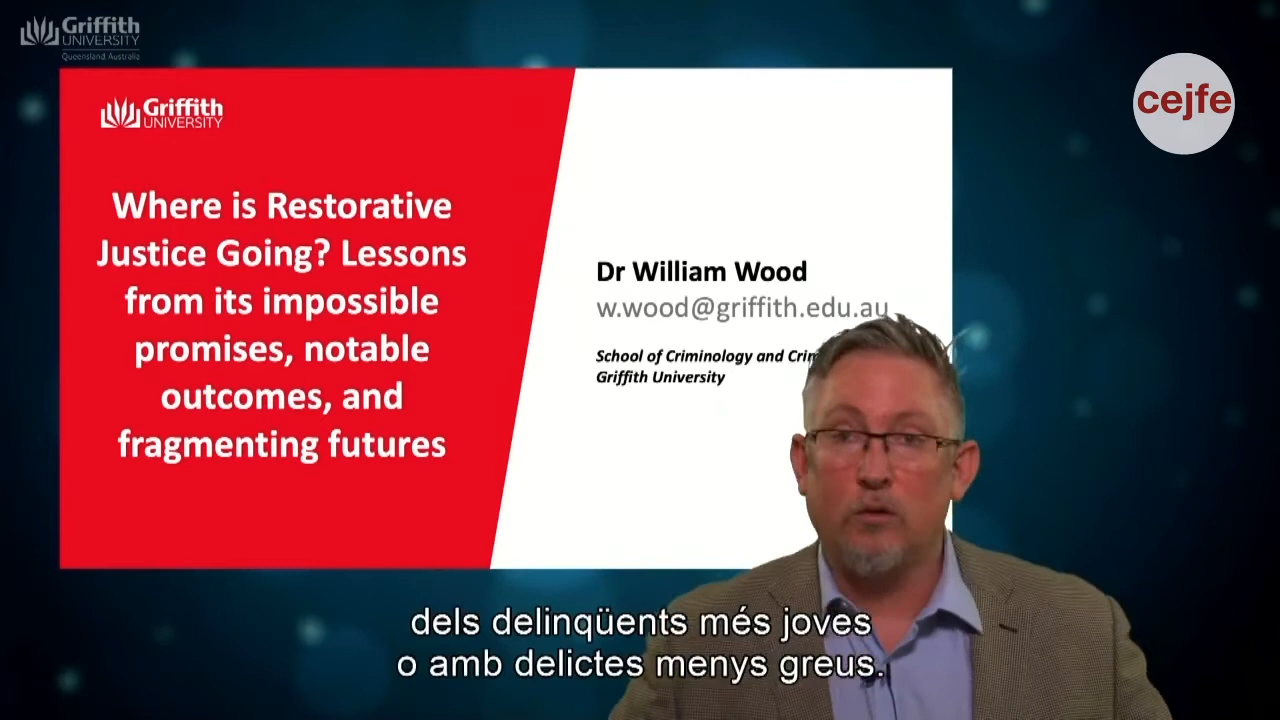 Griffith
UNIVERSITY
Queensland, Australia
cejfe
Griffith
UNIVERSITY
Where is Restorative
Justice Going? Lessons
from its impossible
promises, notable
outcomes, and
fragmenting futures
Dr William Wood
w.wood@griffith.edu.au
School of Criminology and
Griffith University
dels delinqüents més joves
o amb delictes menys greus.